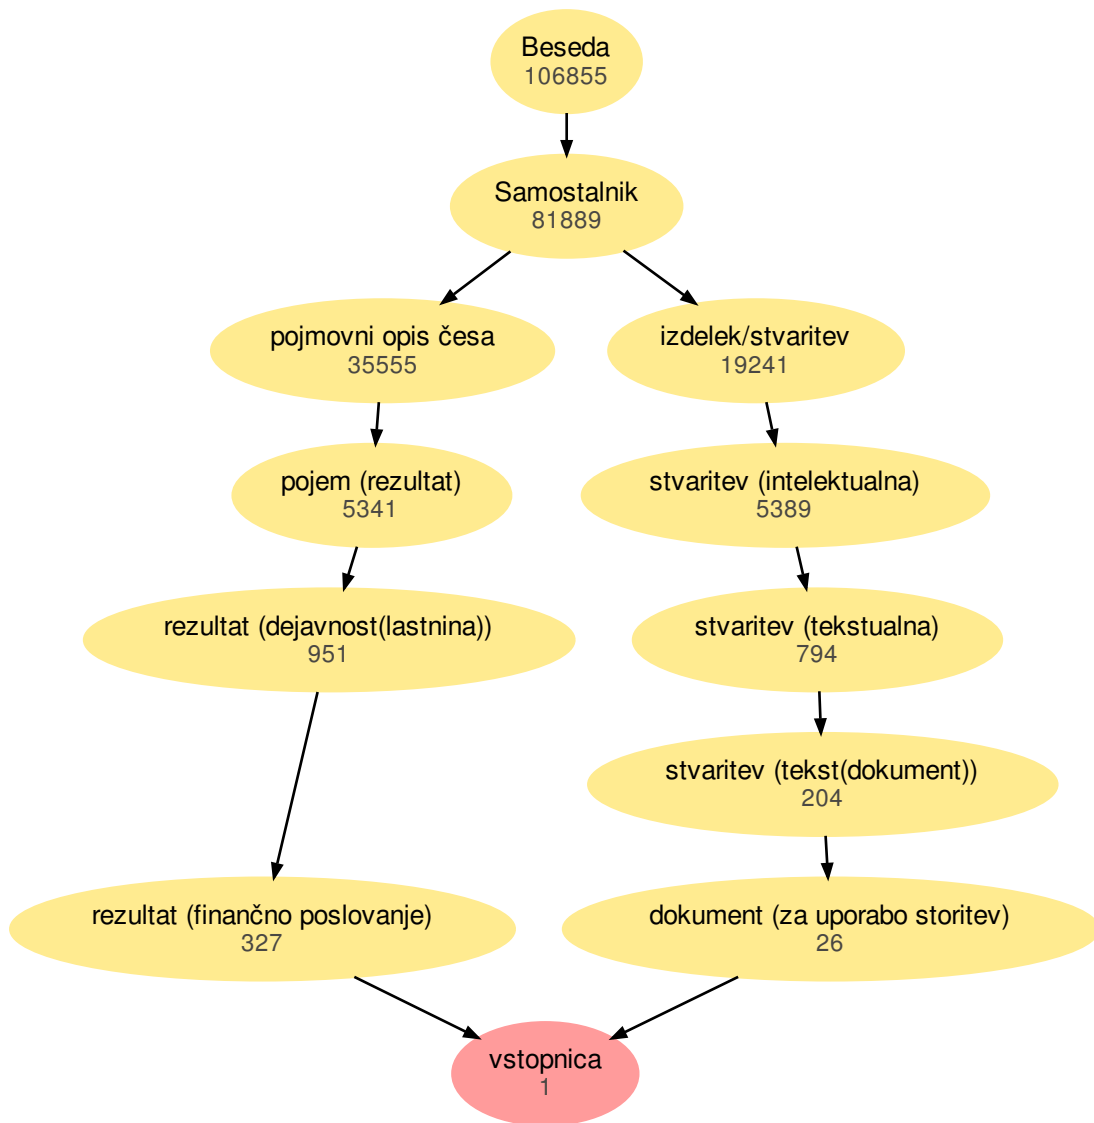 Beseda
106855
Samostalnik
81889
pojmovni opis česa
35555
izdelek/stvaritev
19241
pojem (rezultat)
5341
stvaritev (intelektualna)
5389
rezultat (dejavnost(lastnina))
951
stvaritev (tekstualna)
794
stvaritev (tekst(dokument))
204
rezultat (finančno poslovanje)
327
dokument (za uporabo storitev)
26
vstopnica
1